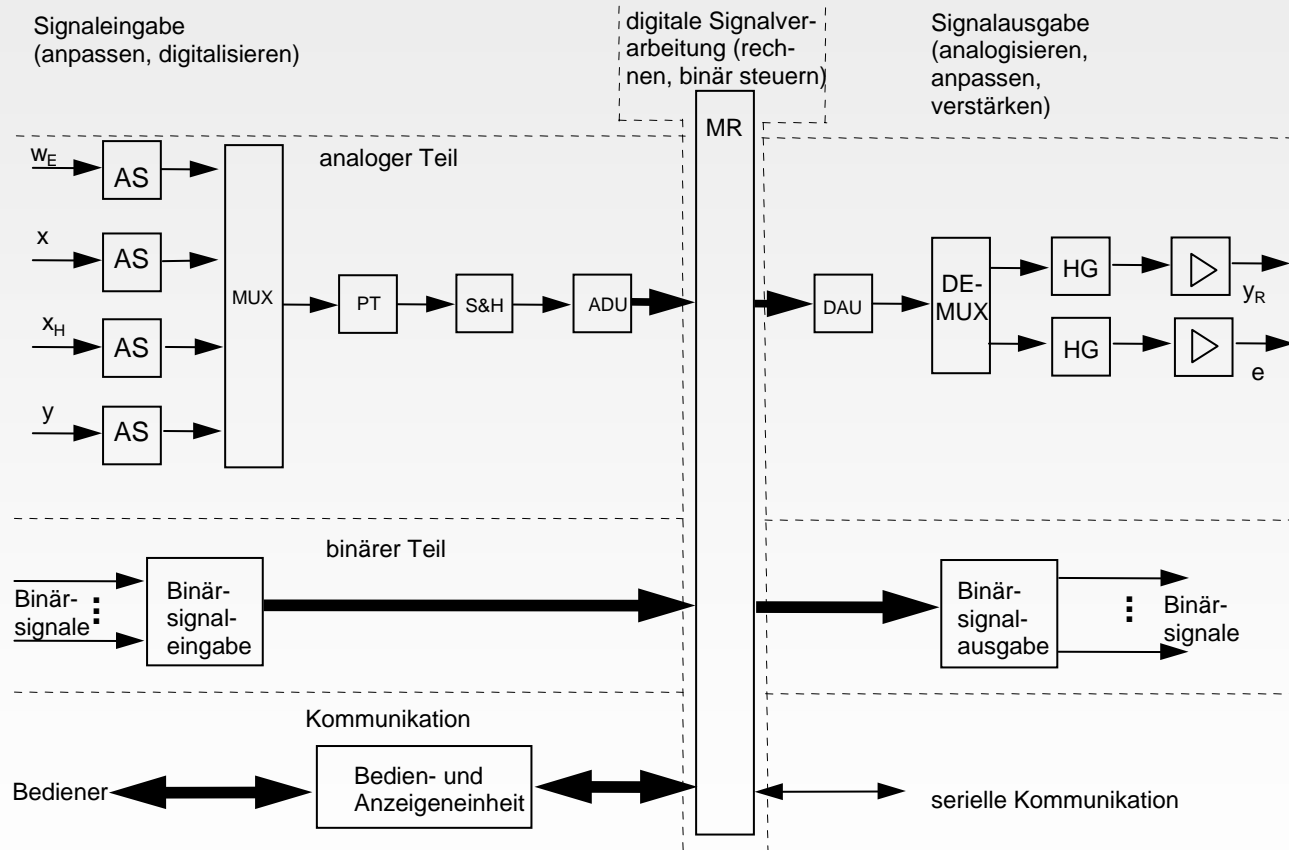 Signaleingabe
(anpassen, digitalisieren)
digitale Signalver-
arbeitung (rech-
nen, binär steuern)
Signalausgabe
(analogisieren,
anpassen,
verstärken)
MR
analoger Teil
wE
AS
x
AS
xH
AS
y
AS
MUX
PT
S&H
ADU
DAU
DE-
MUX
HG
yR
HG
e
binärer Teil
Binär-
signale
Binär-
signal-
eingabe
Binär-
signal-
ausgabe
Binär-
signale
Kommunikation
Bediener
Bedien- und
Anzeigeneinheit
serielle Kommunikation